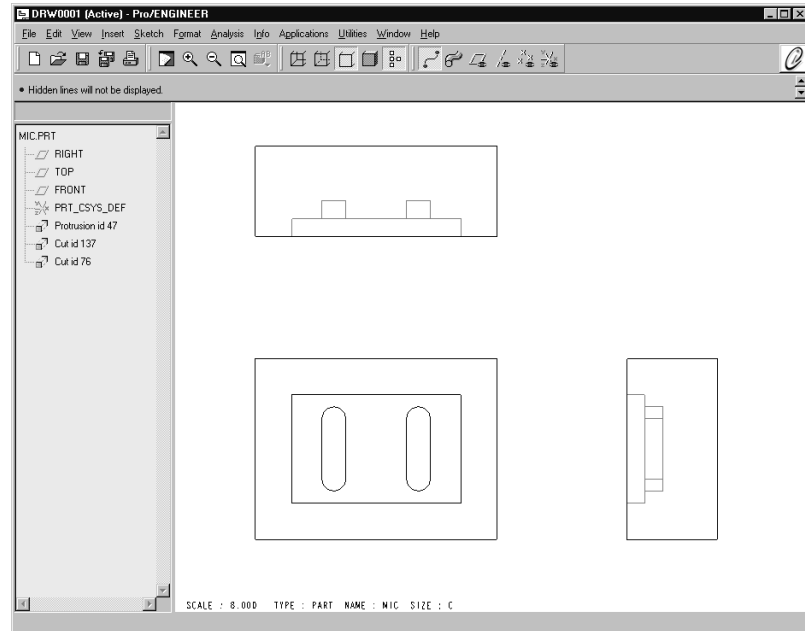 DRW0001 (Active) - Pro/ENGINEER
File Edit View Insert Sketch Format Analysis Info Applications Utilities Window Help
• Hidden lines will not be displayed.
MIC.PRT
RIGHT
TOP
FRONT
PRT_CSYS_DEF
Protrusion id 47
Cut id 137
Cut id 76
SCALE : 8.000 TYPE : PART NAME : MIC SIZE : C